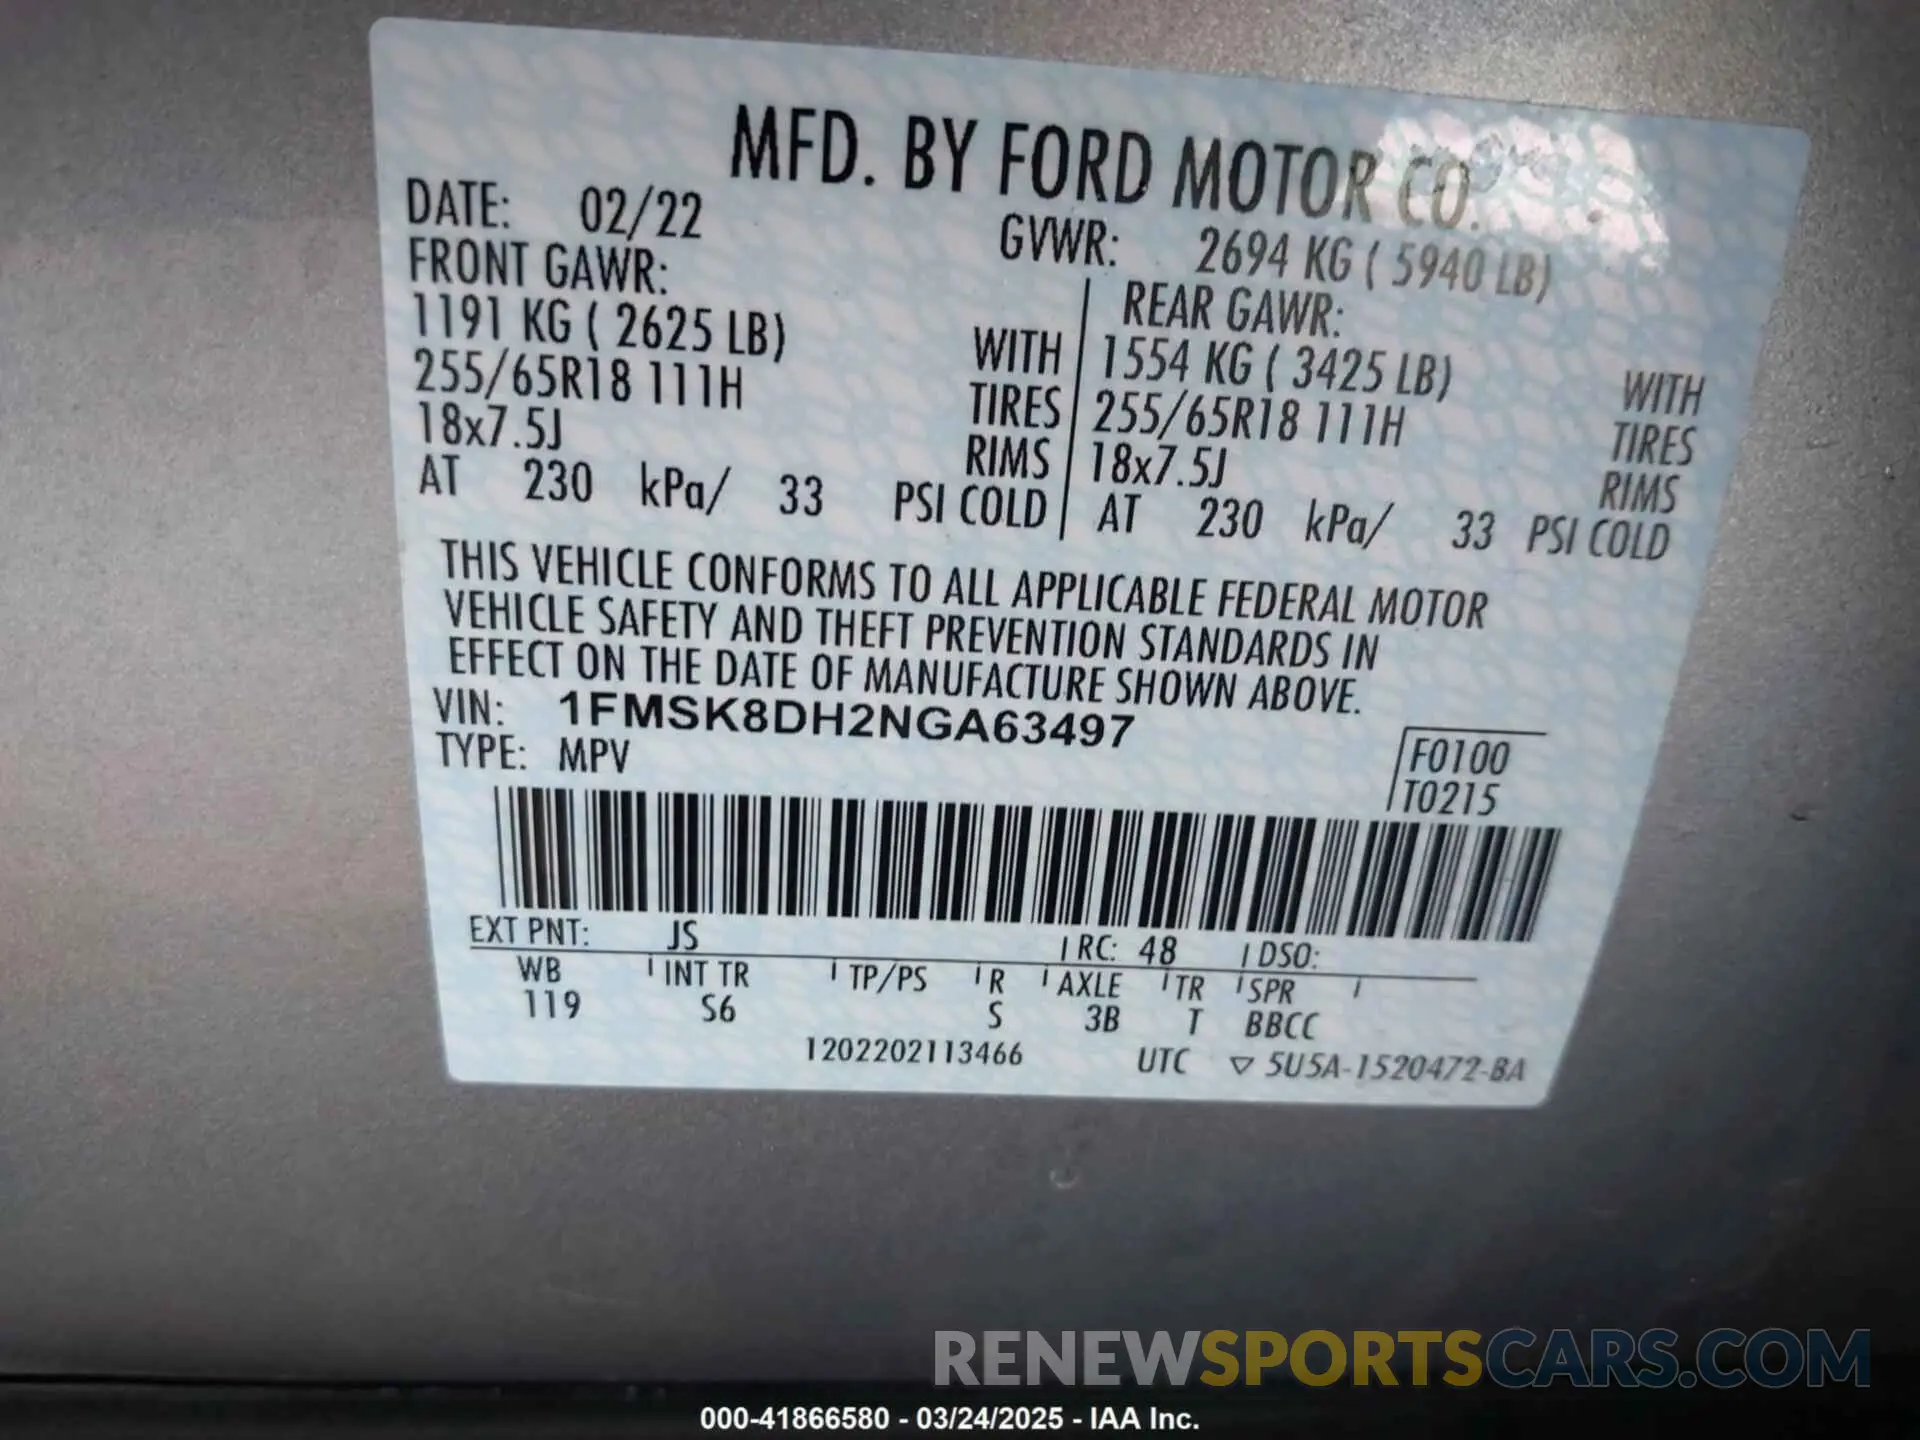 MFD. BY FORD MOTOR CO.
DATE: 02/22 GVWR: 2694 KG ( 5940 LB)
FRONT GAWR: REAR GAWR:
1191 KG ( 2625 LB) WITH 1554 KG ( 3425 LB) WITH
255/65R18 111H TIRES 255/65R18 111H TIRES
18x7.5J RIMS 18x7.5J RIMS
AT 230 kPa/ 33 PSI COLD AT 230 kPa/ 33 PSI COLD
THIS VEHICLE CONFORMS TO ALL APPLICABLE FEDERAL MOTOR
VEHICLE SAFETY AND THEFT PREVENTION STANDARDS IN
EFFECT ON THE DATE OF MANUFACTURE SHOWN ABOVE.
VIN: 1FMSK8DH2NGA63497
TYPE: MPV F0100
T0215
EXT PNT: JS RC: 48 DSO:
WB INT TR TP/PS R AXLE TR SPR
119 S6 S 3B T BBCC
1202202113466 UTC ▽ 5U5A-1520472-BA
RENEWSPORTSCARS.COM
000-41866580 - 03/24/2025 - IAA Inc.